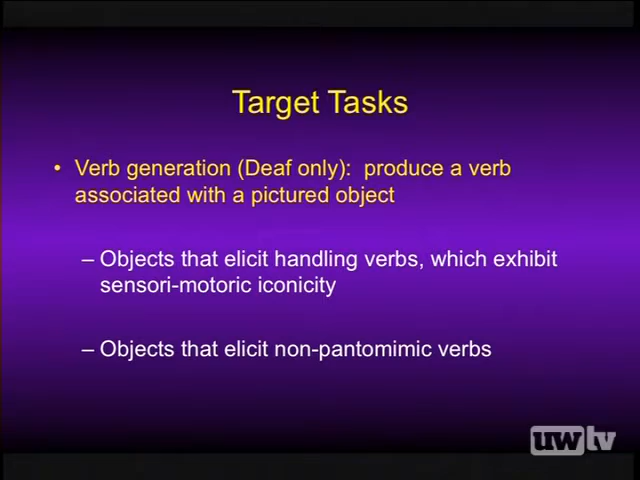 Target Tasks
• Verb generation (Deaf only): produce a verb
associated with a pictured object
– Objects that elicit handling verbs, which exhibit
sensori-motoric iconicity
– Objects that elicit non-pantomimic verbs
uwtv